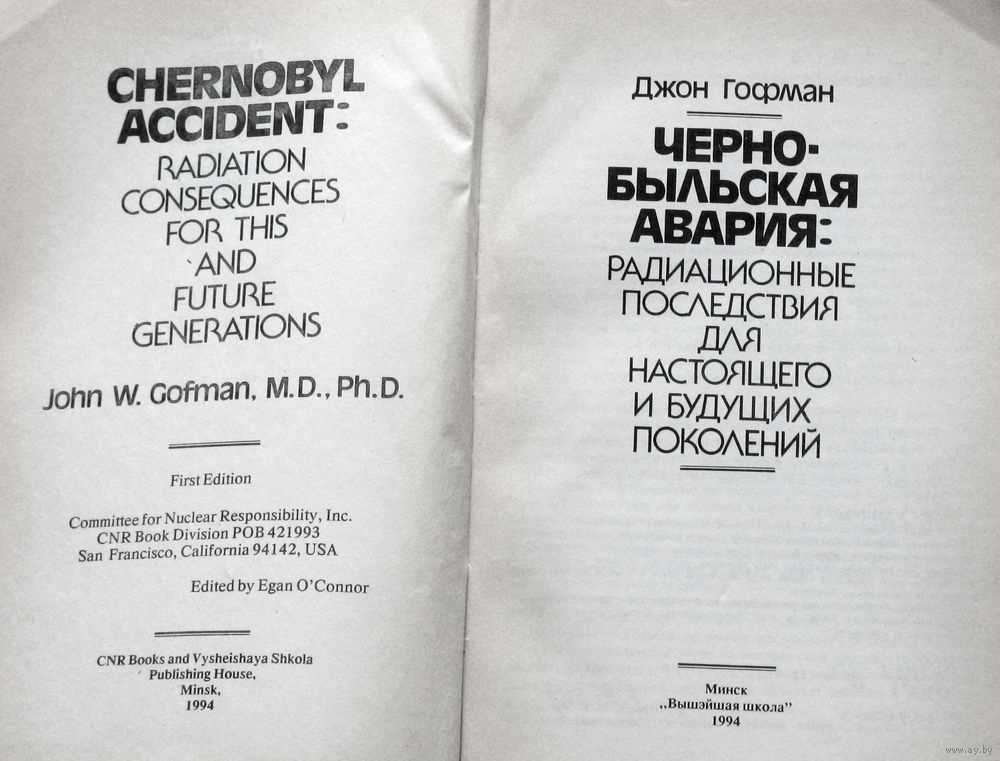 CHERNOBYL
ACCIDENT:
RADIATION
CONSEQUENCES
FOR THIS
AND
FUTURE
GENERATIONS
John W. Gofman, M.D., Ph.D.
First Edition
Committee for Nuclear Responsibility, Inc.
CNR Book Division POB 421993
San Francisco, California 94142, USA
Edited by Egan O'Connor
CNR Books and Vysheishaya Shkola
Publishing House,
Minsk,
1994
Джон Гофман
ЧЕРНО-
БЫЛЬСКАЯ
АВАРИЯ:
РАДИАЦИОННЫЕ
ПОСЛЕДСТВИЯ
ДЛЯ
НАСТОЯЩЕГО
И БУДУЩИХ
ПОКОЛЕНИЙ
Минск
„Вышэйшая школа"
1994
www.ay.by